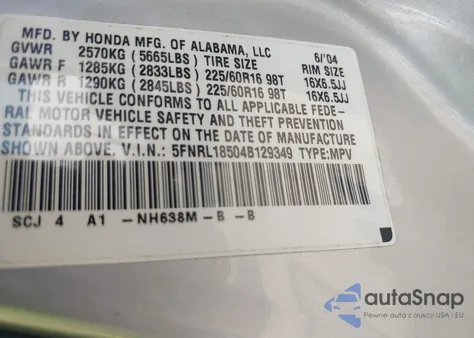 MFD. BY HONDA MFG. OF ALABAMA, LLC 6/'04
GVWR 2570KG (5665LBS) TIRE SIZE RIM SIZE
GAWR F 1285KG (2833LBS) 225/60R16 98T 16X6.5JJ
GAWR R 1290KG (2845LBS) 225/60R16 98T 16X6.5JJ
THIS VEHICLE CONFORMS TO ALL APPLICABLE FEDE-
RAL MOTOR VEHICLE SAFETY AND THEFT PREVENTION
STANDARDS IN EFFECT ON THE DATE OF MANUFACTURE
SHOWN ABOVE. V.I.N.: 5FNRL18504B129349 TYPE:MPV
SCJ 4 A1 -NH638M-B -B
autoSnap
Pewne auta z aukcji USA i EU